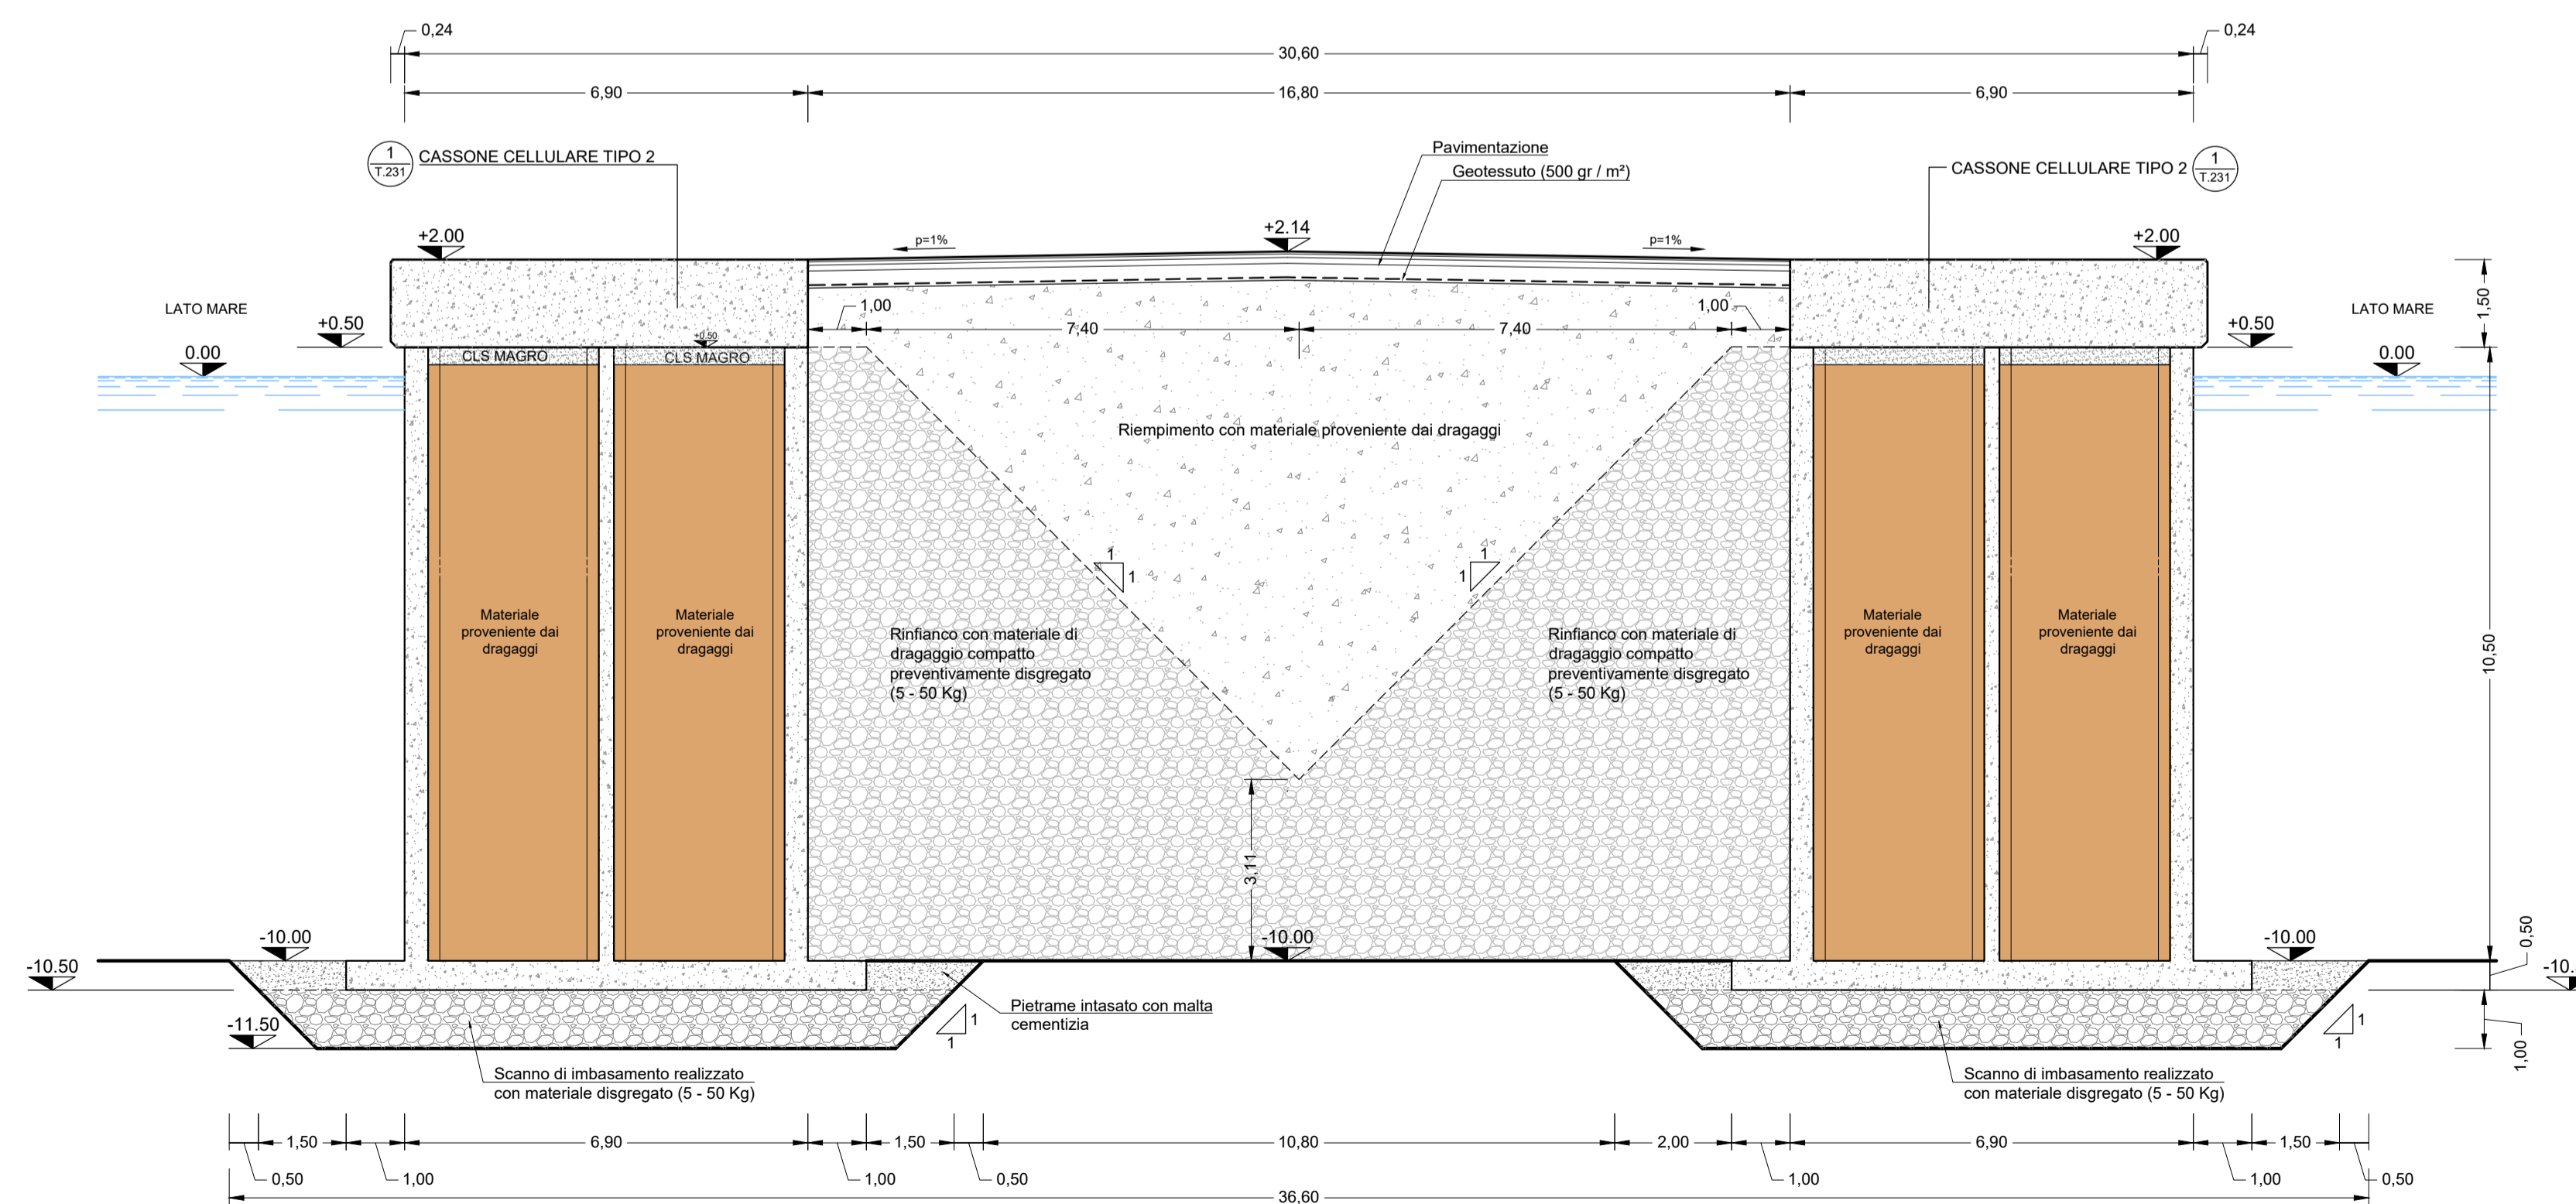 0,24
30,60
0,24
6,90
16,80
6,90
1
T.231
CASSONE CELLULARE TIPO 2
Pavimentazione
Geotessuto (500 gr / m²)
CASSONE CELLULARE TIPO 2
1
T.231
+2.00
p=1%
+2.14
p=1%
+2.00
LATO MARE
+0.50
0.00
1,00
7,40
7,40
1,00
1,50
LATO MARE
+0.50
0.00
+0.50
CLS MAGRO
CLS MAGRO
Riempimento con materiale proveniente dai dragaggi
1
1
1
1
Materiale
proveniente dai
dragaggi
Materiale
proveniente dai
dragaggi
Rinfianco con materiale di
dragaggio compatto
preventivamente disgregato
(5 - 50 Kg)
Rinfianco con materiale di
dragaggio compatto
preventivamente disgregato
(5 - 50 Kg)
Materiale
proveniente dai
dragaggi
Materiale
proveniente dai
dragaggi
10,50
3,11
-10.00
-10.50
-10.00
-10.00
0,50
-10.
-11.50
Pietrame intasato con malta
cementizia
1
1
1
1
1,00
Scanno di imbasamento realizzato
con materiale disgregato (5 - 50 Kg)
Scanno di imbasamento realizzato
con materiale disgregato (5 - 50 Kg)
1,50
6,90
1,50
10,80
2,00
6,90
1,50
0,50
1,00
1,00
0,50
1,00
1,00
0,50
36,60